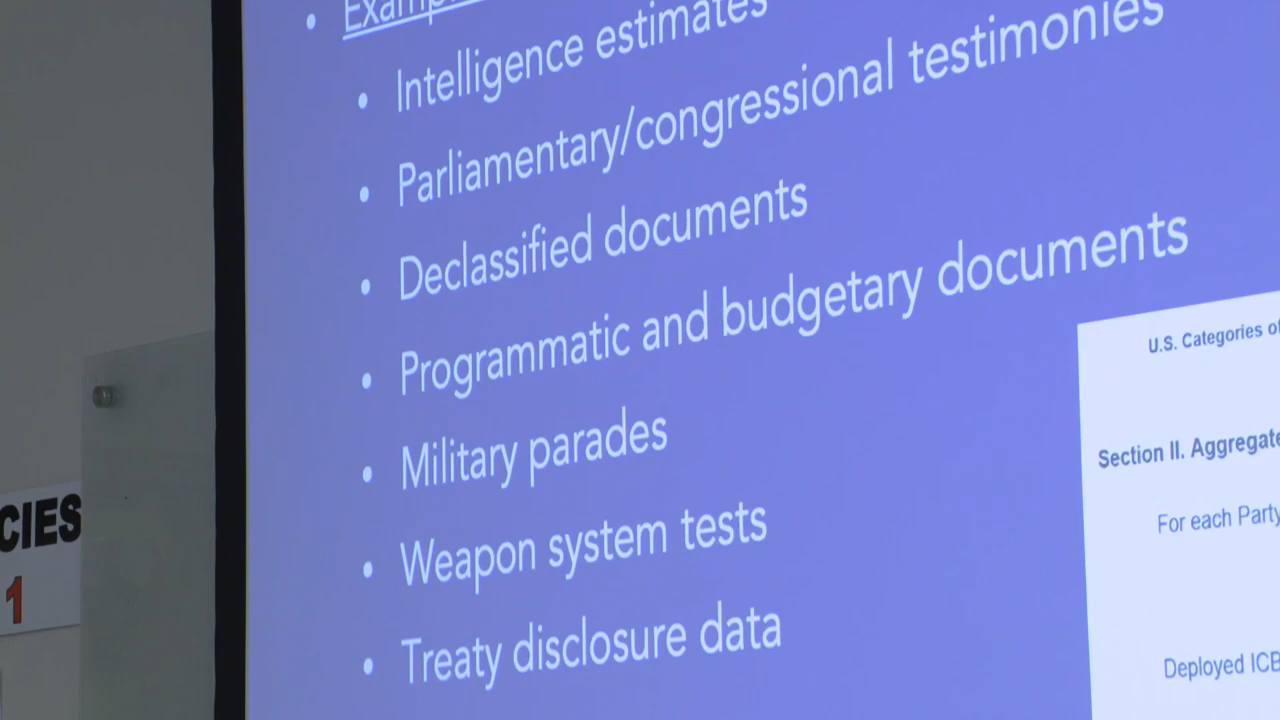 Intelligence estimates
Parliamentary/congressional testimonies
Declassified documents
Programmatic and budgetary documents
Military parades
Weapon system tests
Treaty disclosure data
U.S. Categories of
Section II. Aggregate
For each Party
Deployed ICB
CIES
1